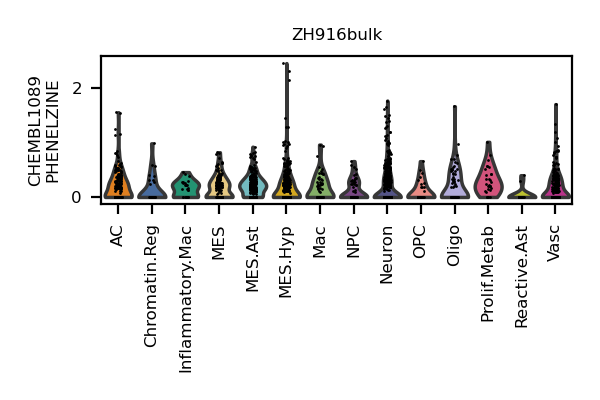 ZH916bulk
CHEMBL1089
PHENELZINE
2
0
AC
Chromatin.Reg
Inflammatory.Mac
MES
MES.Ast
MES.Hyp
Mac
NPC
Neuron
OPC
Oligo
Prolif.Metab
Reactive.Ast
Vasc